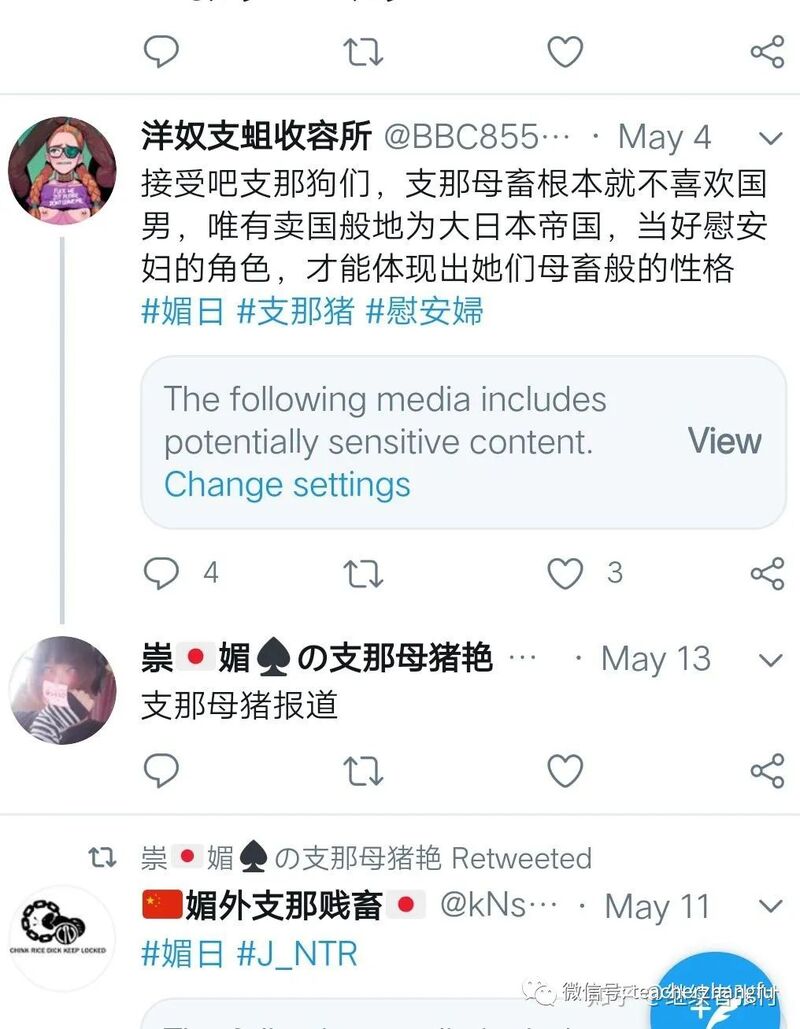 洋奴支蛆收容所 @BBC855… · May 4
接受吧支那狗们，支那母畜根本就不喜欢国
男，唯有卖国般地为大日本帝国，当好慰安
妇的角色，才能体现出她们母畜般的性格
#媚日 #支那猪 #慰安婦
The following media includes
potentially sensitive content.
View
Change settings
4
3
崇🇯🇵媚♠️の支那母猪艳 … · May 13
支那母猪报道
崇🇯🇵媚♠️の支那母猪艳 Retweeted
🇨🇳媚外支那贱畜🇯🇵 @kNs… · May 11
#媚日 #J_NTR
CHINK RICE DICK KEEP LOCKED
微信号: teacherzhangfu